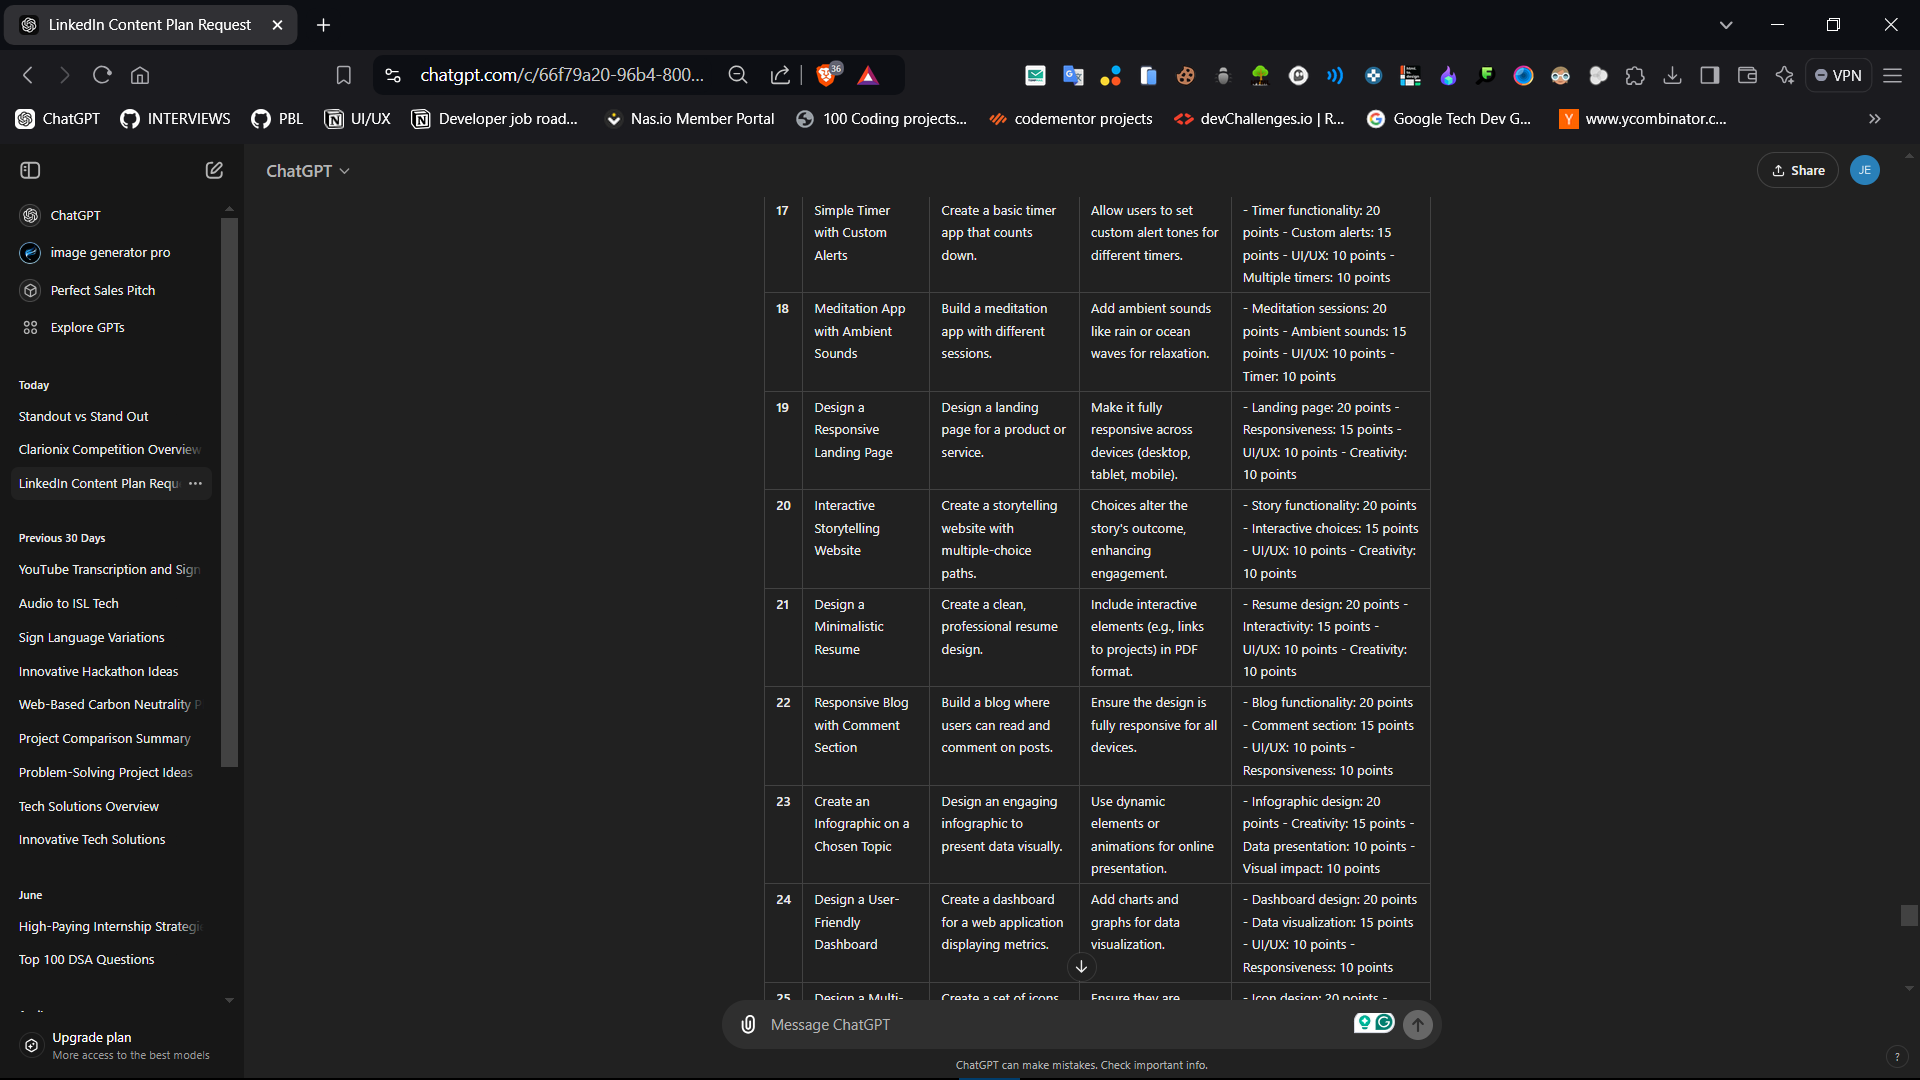 LinkedIn Content Plan Request
chatgpt.com/c/66f79a20-96b4-800...
36
VPN
ChatGPT
INTERVIEWS
PBL
UI/UX
Developer job road...
Nas.io Member Portal
100 Coding projects...
codementor projects
devChallenges.io | R...
Google Tech Dev G...
www.ycombinator.c...
ChatGPT
image generator pro
Perfect Sales Pitch
Explore GPTs
Today
Standout vs Stand Out
Clarionix Competition Overview
LinkedIn Content Plan Requ
Previous 30 Days
YouTube Transcription and Sign
Audio to ISL Tech
Sign Language Variations
Innovative Hackathon Ideas
Web-Based Carbon Neutrality P
Project Comparison Summary
Problem-Solving Project Ideas
Tech Solutions Overview
Innovative Tech Solutions
June
High-Paying Internship Strategi
Top 100 DSA Questions
Upgrade plan
More access to the best models
ChatGPT
Share
JE
17
Simple Timer
with Custom
Alerts
Create a basic timer
app that counts
down.
Allow users to set
custom alert tones for
different timers.
- Timer functionality: 20
points - Custom alerts: 15
points - UI/UX: 10 points -
Multiple timers: 10 points
18
Meditation App
with Ambient
Sounds
Build a meditation
app with different
sessions.
Add ambient sounds
like rain or ocean
waves for relaxation.
- Meditation sessions: 20
points - Ambient sounds: 15
points - UI/UX: 10 points -
Timer: 10 points
19
Design a
Responsive
Landing Page
Design a landing
page for a product or
service.
Make it fully
responsive across
devices (desktop,
tablet, mobile).
- Landing page: 20 points -
Responsiveness: 15 points -
UI/UX: 10 points - Creativity:
10 points
20
Interactive
Storytelling
Website
Create a storytelling
website with
multiple-choice
paths.
Choices alter the
story's outcome,
enhancing
engagement.
- Story functionality: 20 points
- Interactive choices: 15 points
- UI/UX: 10 points - Creativity:
10 points
21
Design a
Minimalistic
Resume
Create a clean,
professional resume
design.
Include interactive
elements (e.g., links
to projects) in PDF
format.
- Resume design: 20 points -
Interactivity: 15 points -
UI/UX: 10 points - Creativity:
10 points
22
Responsive Blog
with Comment
Section
Build a blog where
users can read and
comment on posts.
Ensure the design is
fully responsive for all
devices.
- Blog functionality: 20 points
- Comment section: 15 points
- UI/UX: 10 points -
Responsiveness: 10 points
23
Create an
Infographic on a
Chosen Topic
Design an engaging
infographic to
present data visually.
Use dynamic
elements or
animations for online
presentation.
- Infographic design: 20
points - Creativity: 15 points -
Data presentation: 10 points -
Visual impact: 10 points
24
Design a User-
Friendly
Dashboard
Create a dashboard
for a web application
displaying metrics.
Add charts and
graphs for data
visualization.
- Dashboard design: 20 points
- Data visualization: 15 points
- UI/UX: 10 points -
Responsiveness: 10 points
25
Design a Multi-
Create a set of icons
Ensure they are
- Icon design: 20 points -
Message ChatGPT
ChatGPT can make mistakes. Check important info.
?